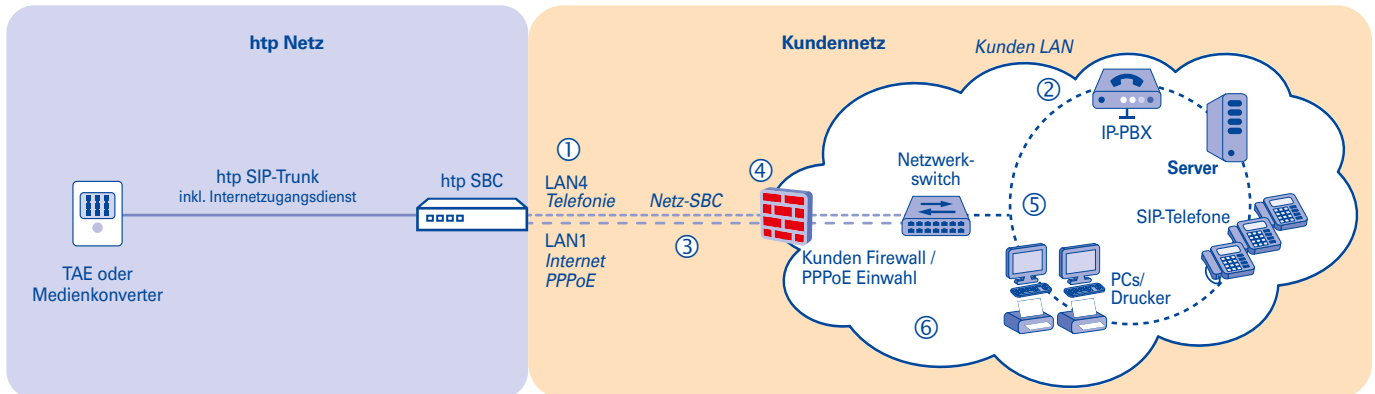 htp Netz
Kundennetz
Kunden LAN
②
IP-PBX
Server
①
④
Netzwerk-
switch
htp SIP-Trunk
inkl. Internetzugangsdienst
htp SBC
LAN4
Telefonie
Netz-SBC
⑤
SIP-Telefone
③
LAN1
Internet
PPPoE
Kunden Firewall /
PPPoE Einwahl
TAE oder
Medienkonverter
PCs/
Drucker
⑥